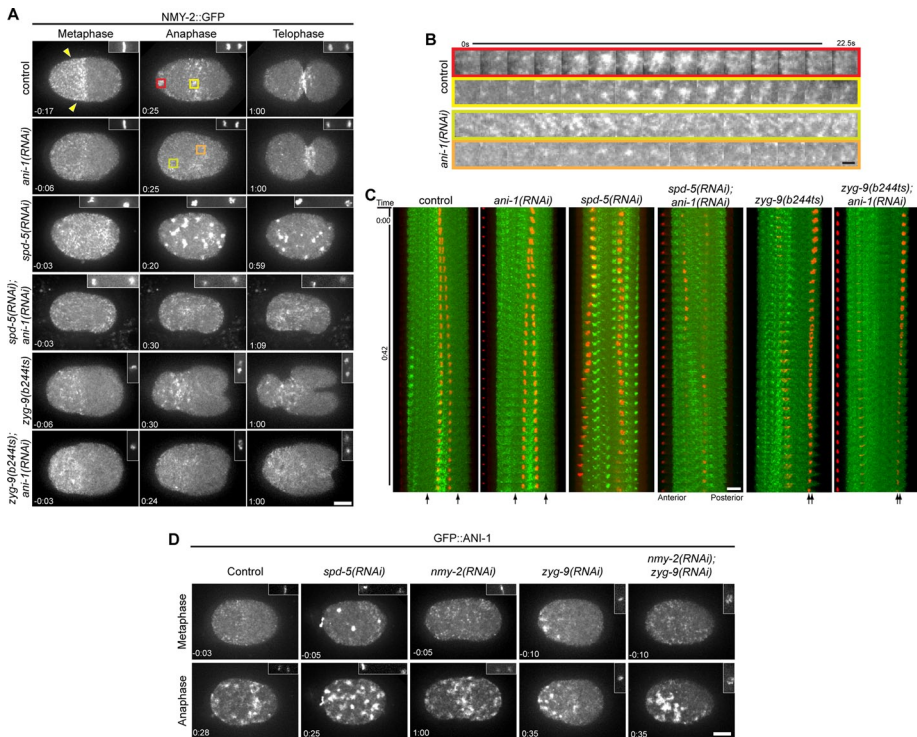 A
NMY-2::GFP
Metaphase
Anaphase
Telophase
control
-0:17
0:25
1:00
ani-1(RNAi)
-0:06
0:25
1:00
spd-5(RNAi)
-0:03
0:20
0:59
spd-5(RNAi);
ani-1(RNAi)
-0:03
0:30
1:09
zyg-9(b244ts)
-0:06
0:30
-1:00
zyg-9(b244ts);
ani-1(RNAi)
-0:03
0:24
1:00
B
0s
22.5s
control
ani-1(RNAi)
C
Time
control
ani-1(RNAi)
spd-5(RNAi)
spd-5(RNAi);
ani-1(RNAi)
zyg-9(b244ts)
zyg-9(b244ts);
ani-1(RNAi)
0:00
0:42
Anterior
Posterior
D
GFP::ANI-1
Control
spd-5(RNAi)
nmy-2(RNAi)
zyg-9(RNAi)
nmy-2(RNAi);
zyg-9(RNAi)
Metaphase
-0:03
-0:05
-0:05
-0:10
-0:10
Anaphase
0:28
0:25
1:00
0:35
0:35